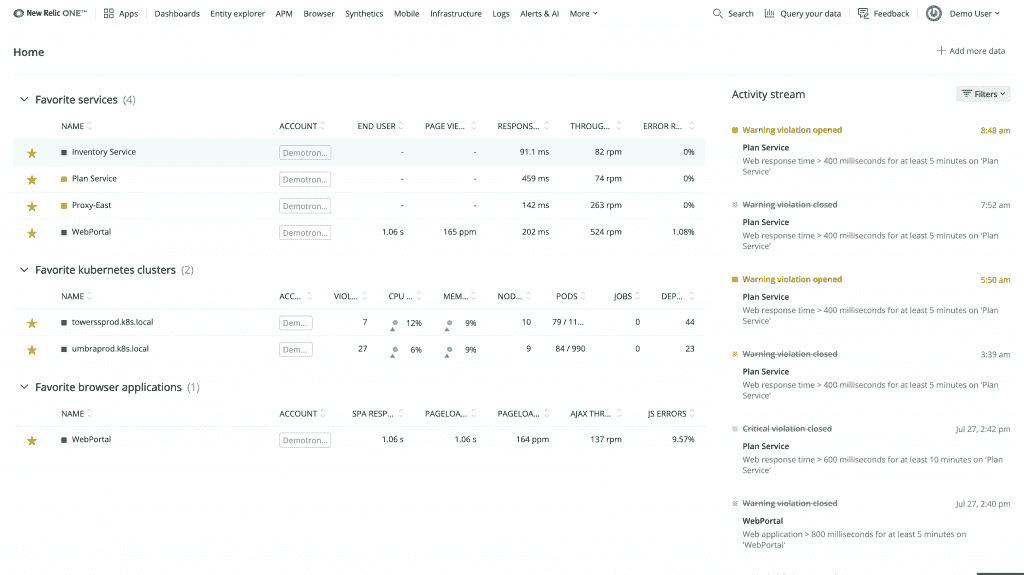 New Relic ONE™ Apps Dashboards Entity explorer APM Browser Synthetics Mobile Infrastructure Logs Alerts & AI More Search Query your data Feedback Demo User
Home
Add more data
Favorite services (4)
NAME ACCOUNT END USER PAGE VIE... RESPONS... THROUG... ERROR R...
Inventory Service Demotron... - - 91.1 ms 82 rpm 0%
Plan Service Demotron... - - 459 ms 74 rpm 0%
Proxy-East Demotron... - - 142 ms 263 rpm 0%
WebPortal Demotron... 1.06 s 165 ppm 202 ms 524 rpm 1.08%
Favorite kubernetes clusters (2)
NAME ACC... VIOL... CPU ... MEM... NOD... PODS JOBS DEP...
towerssprod.k8s.local Dem... 7 12% 9% 10 79 / 11... 0 44
umbraprod.k8s.local Dem... 27 6% 9% 9 84 / 990 0 23
Favorite browser applications (1)
NAME ACCOUNT SPA RESP... PAGELOA... PAGELOA... AJAX THR... JS ERRORS
WebPortal Demotron... 1.06 s 1.06 s 164 ppm 137 rpm 9.57%
Activity stream
Filters
Warning violation opened 8:48 am
Plan Service
Web response time > 400 milliseconds for at least 5 minutes on 'Plan
Service'
Warning violation closed 7:52 am
Plan Service
Web response time > 400 milliseconds for at least 5 minutes on 'Plan
Service'
Warning violation opened 5:50 am
Plan Service
Web response time > 400 milliseconds for at least 5 minutes on 'Plan
Service'
Warning violation closed 3:39 am
Plan Service
Web response time > 400 milliseconds for at least 5 minutes on 'Plan
Service'
Critical violation closed Jul 27, 2:42 pm
Plan Service
Web response time > 600 milliseconds for at least 10 minutes on 'Plan
Service'
Warning violation closed Jul 27, 2:40 pm
WebPortal
Web application > 800 milliseconds for at least 5 minutes on
'WebPortal'